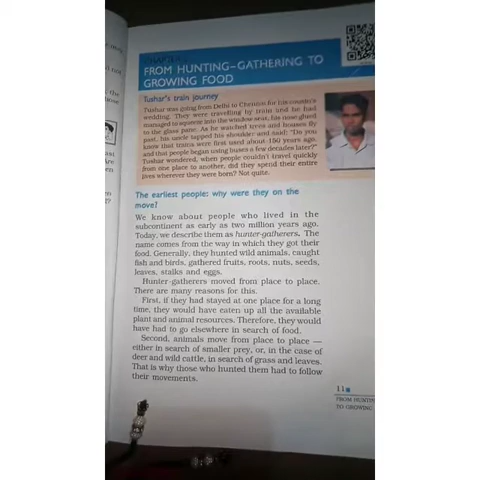 CHAPTER
FROM HUNTING–GATHERING TO
GROWING FOOD
Tushar's train journey
Tushar was going from Delhi to Chennai for his cousin's
wedding. They were travelling by train and he had
managed to squeeze into the window seat, his nose glued
to the glass pane. As he watched trees and houses fly
past, his uncle tapped his shoulder and said: "Do you
know that trains were first used about 150 years ago,
and that people began using buses a few decades later?"
Tushar wondered, when people couldn't travel quickly
from one place to another, did they spend their entire
lives wherever they were born? Not quite.
The earliest people: why were they on the
move?
We know about people who lived in the
subcontinent as early as two million years ago.
Today, we describe them as hunter-gatherers. The
name comes from the way in which they got their
food. Generally, they hunted wild animals, caught
fish and birds, gathered fruits, roots, nuts, seeds,
leaves, stalks and eggs.
Hunter-gatherers moved from place to place.
There are many reasons for this.
First, if they had stayed at one place for a long
time, they would have eaten up all the available
plant and animal resources. Therefore, they would
have had to go elsewhere in search of food.
Second, animals move from place to place —
either in search of smaller prey, or, in the case of
deer and wild cattle, in search of grass and leaves.
That is why those who hunted them had to follow
their movements.
11
FROM HUNTIN
TO GROWING